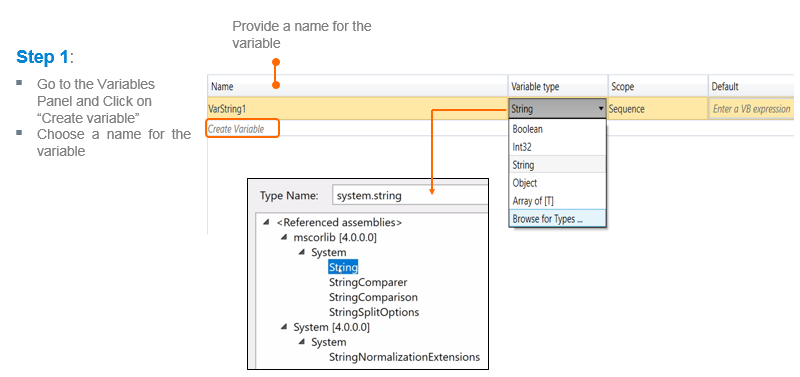 Provide a name for the
variable
Step 1:
▪ Go to the Variables
Panel and Click on
“Create variable”
▪ Choose a name for the
variable
Name Variable type Scope Default
VarString1 String Sequence Enter a VB expression
Create Variable
Boolean
Int32
String
Object
Array of [T]
Browse for Types ...
Type Name: system.string
<Referenced assemblies>
mscorlib [4.0.0.0]
System
String
StringComparer
StringComparison
StringSplitOptions
System [4.0.0.0]
System
StringNormalizationExtensions